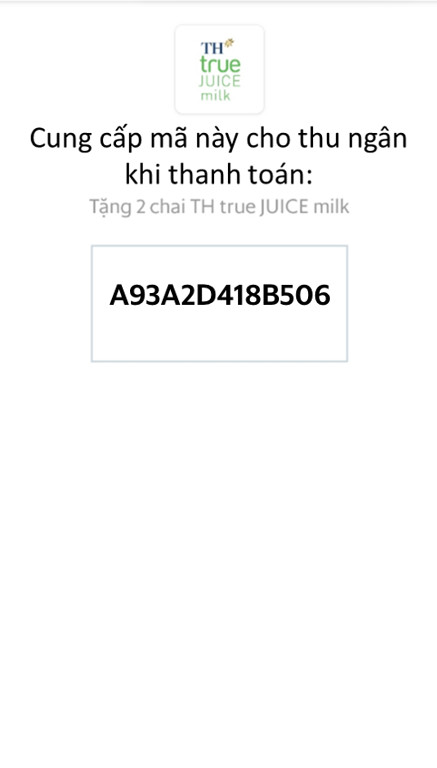 TH
true
JUICE
milk
Cung cấp mã này cho thu ngân
khi thanh toán:
Tặng 2 chai TH true JUICE milk
A93A2D418B506